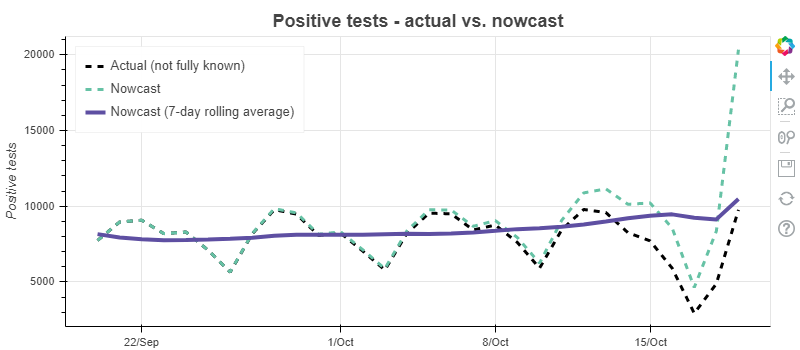 Positive tests - actual vs. nowcast
20000
15000
10000
5000
Positive tests
Actual (not fully known)
Nowcast
Nowcast (7-day rolling average)
22/Sep
1/Oct
8/Oct
15/Oct